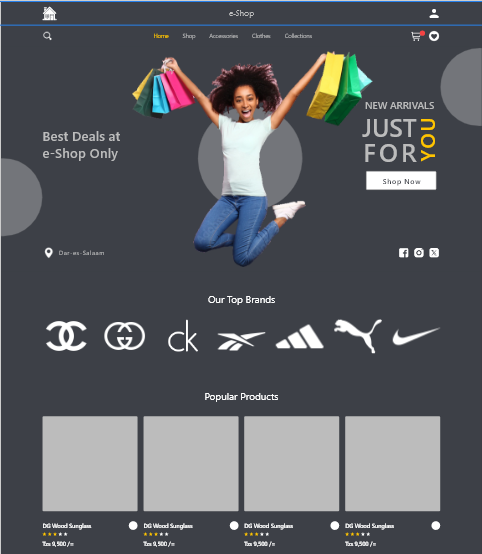 e-Shop
Home Shop Accessories Clothes Collections
NEW ARRIVALS
JUST
FOR YOU
Best Deals at
e-Shop Only
Shop Now
Dar-es-Salaam
Our Top Brands
ck
Popular Products
DG Wood Sunglass DG Wood Sunglass DG Wood Sunglass DG Wood Sunglass
Tzs 9,500 /= Tzs 9,500 /= Tzs 9,500 /= Tzs 9,500 /=